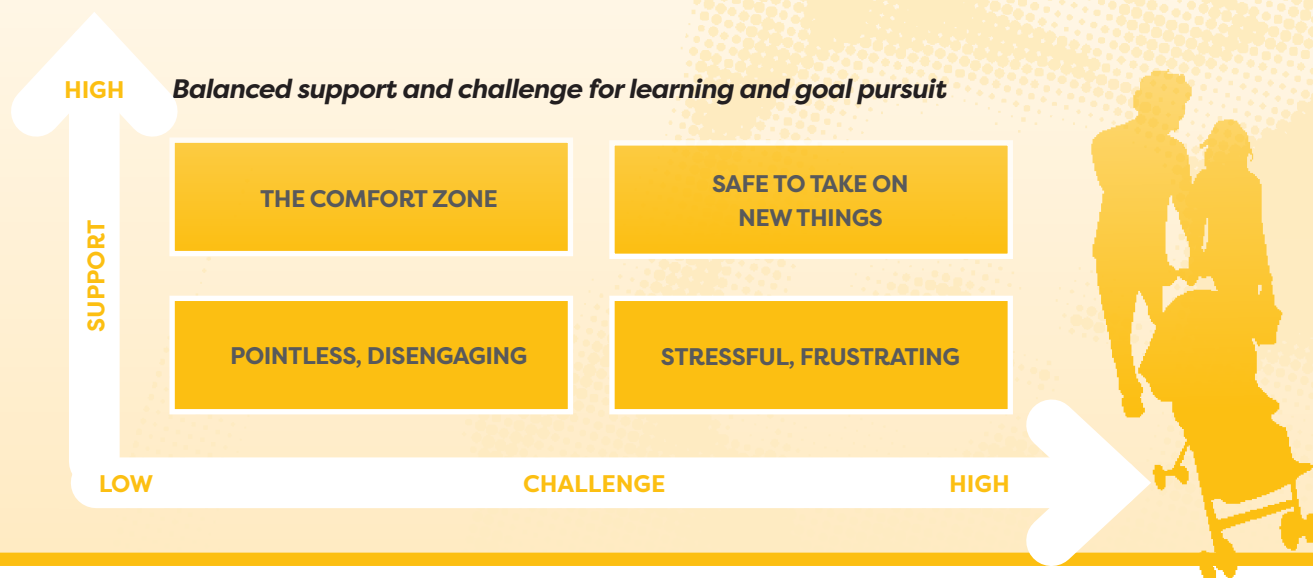 HIGH
Balanced support and challenge for learning and goal pursuit
THE COMFORT ZONE
SAFE TO TAKE ON
NEW THINGS
SUPPORT
POINTLESS, DISENGAGING
STRESSFUL, FRUSTRATING
LOW
CHALLENGE
HIGH